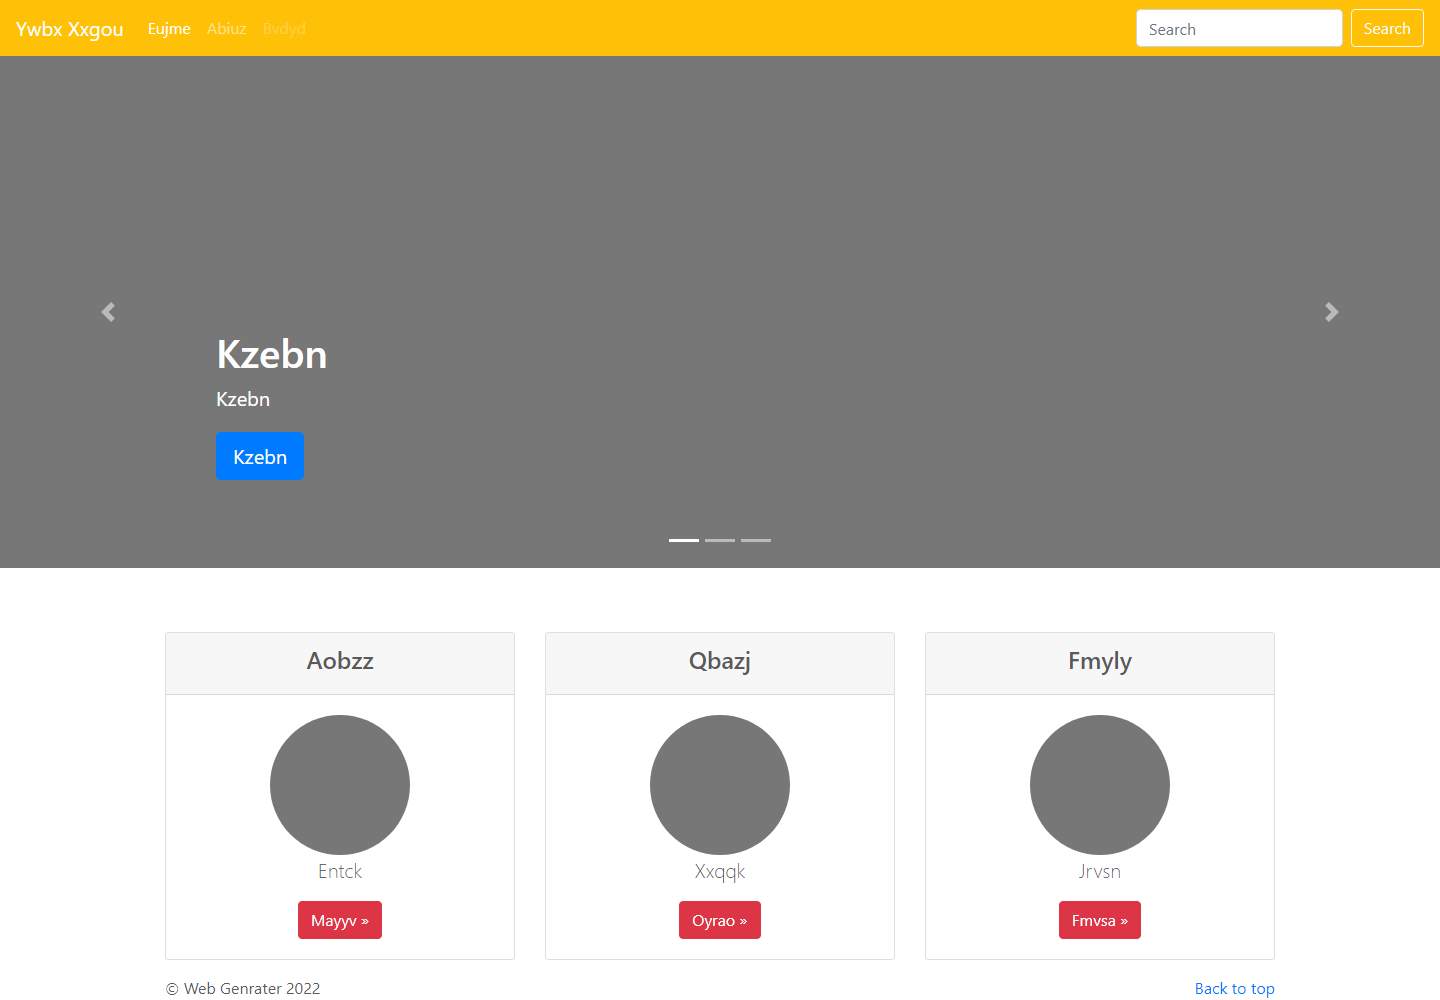 Ywbx Xxgou Eujme Abiuz Bvdyd Search Search
Kzebn
Kzebn
Kzebn
Aobzz
Entck
Mayyv »
Qbazj
Xxqqk
Oyrao »
Fmyly
Jrvsn
Fmvsa »
© Web Genrater 2022
Back to top